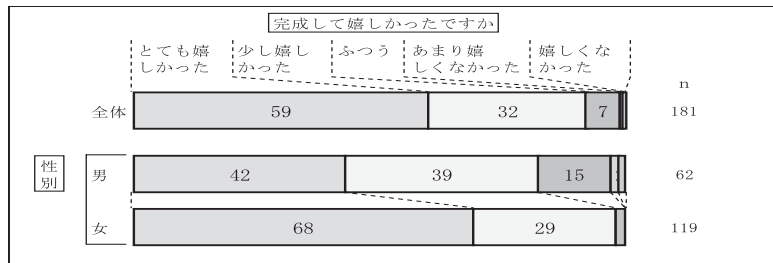 完成して嬉しかったですか
とても嬉しかった
少し嬉しかった
ふつう
あまり嬉しくなかった
嬉しくなかった
n
全体 59 32 7 181
性別
男 42 39 15 62
女 68 29 119